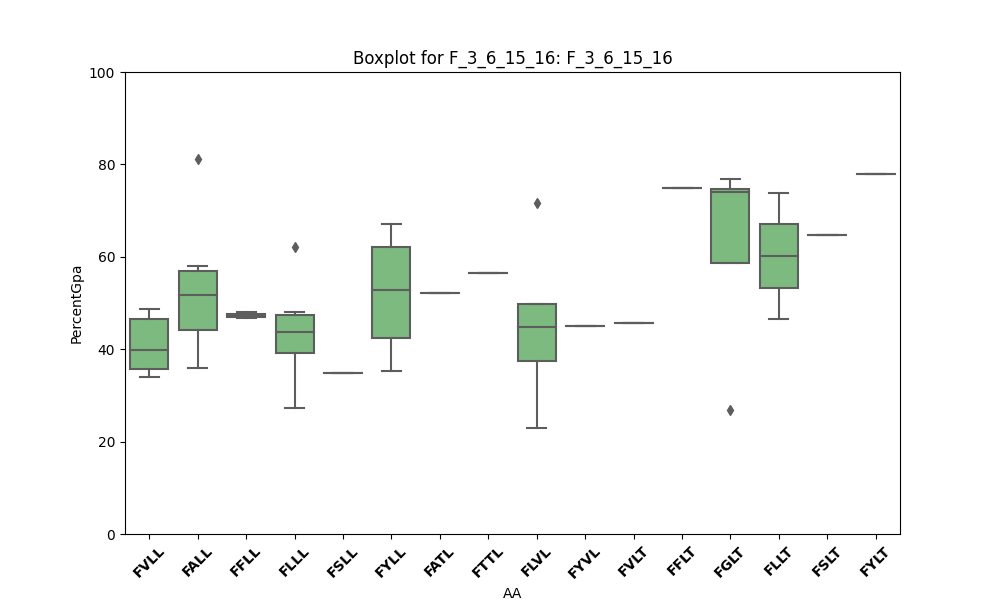 Boxplot for F_3_6_15_16: F_3_6_15_16
100
80
60
40
20
0
PercentGpa
FVLL FALL FFLL FLLL FSLL FYLL FATL FTTL FLVL FYVL FVLT FFLT FGLT FLLT FSLT FYLT
AA